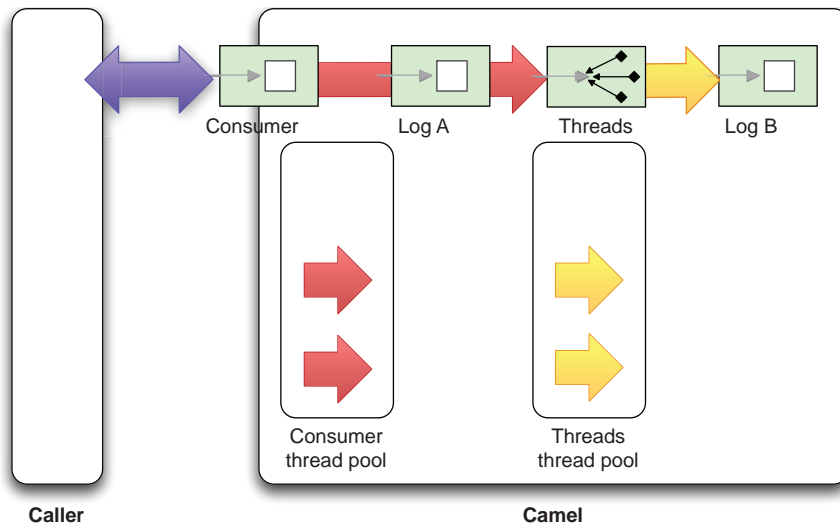 Consumer
Log A
Threads
Log B
Consumer
thread pool
Threads
thread pool
Caller
Camel